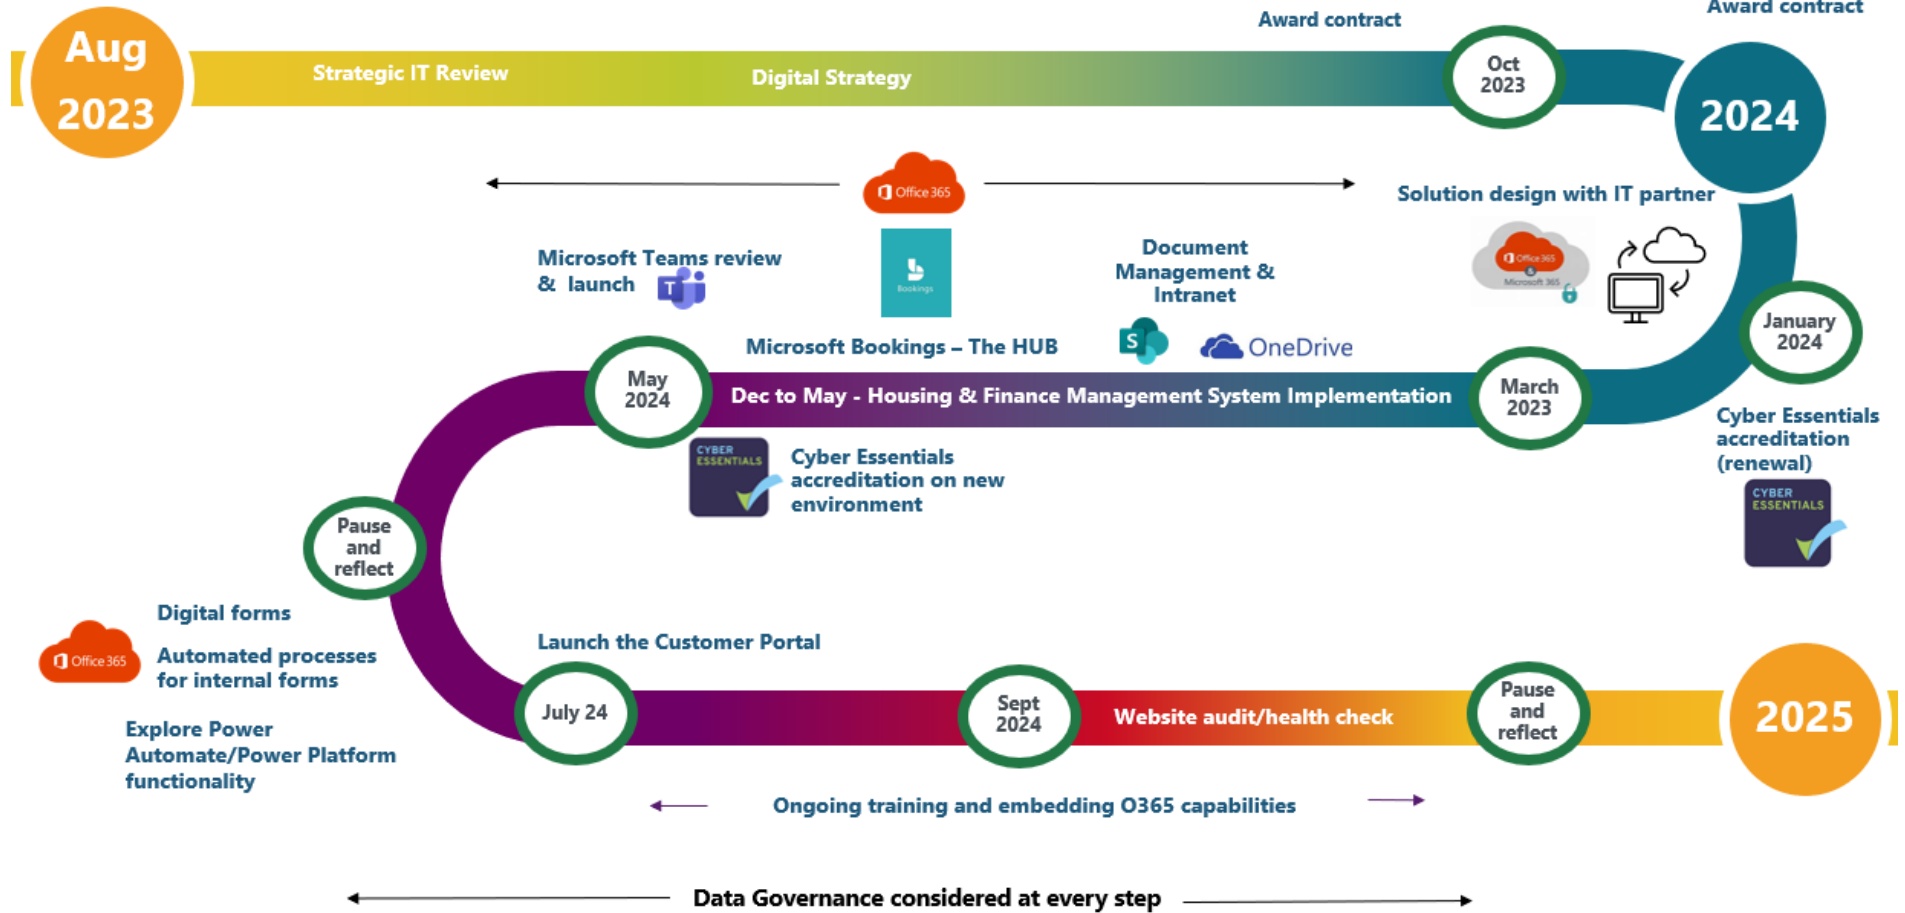 Award contract
Award contract
Aug
2023
Strategic IT Review
Digital Strategy
Oct
2023
2024
Office 365
Solution design with IT partner
Microsoft Teams review
& launch
T
Bookings
Document
Management &
Intranet
Office 365
&
Microsoft 365
January
2024
Microsoft Bookings – The HUB
S
OneDrive
May
2024
Dec to May - Housing & Finance Management System Implementation
March
2023
Cyber Essentials
accreditation
(renewal)
CYBER
ESSENTIALS
Cyber Essentials
accreditation on new
environment
CYBER
ESSENTIALS
Pause
and
reflect
Digital forms
Office 365
Automated processes
for internal forms
Explore Power
Automate/Power Platform
functionality
Launch the Customer Portal
July 24
Sept
2024
Website audit/health check
Pause
and
reflect
2025
Ongoing training and embedding O365 capabilities
Data Governance considered at every step